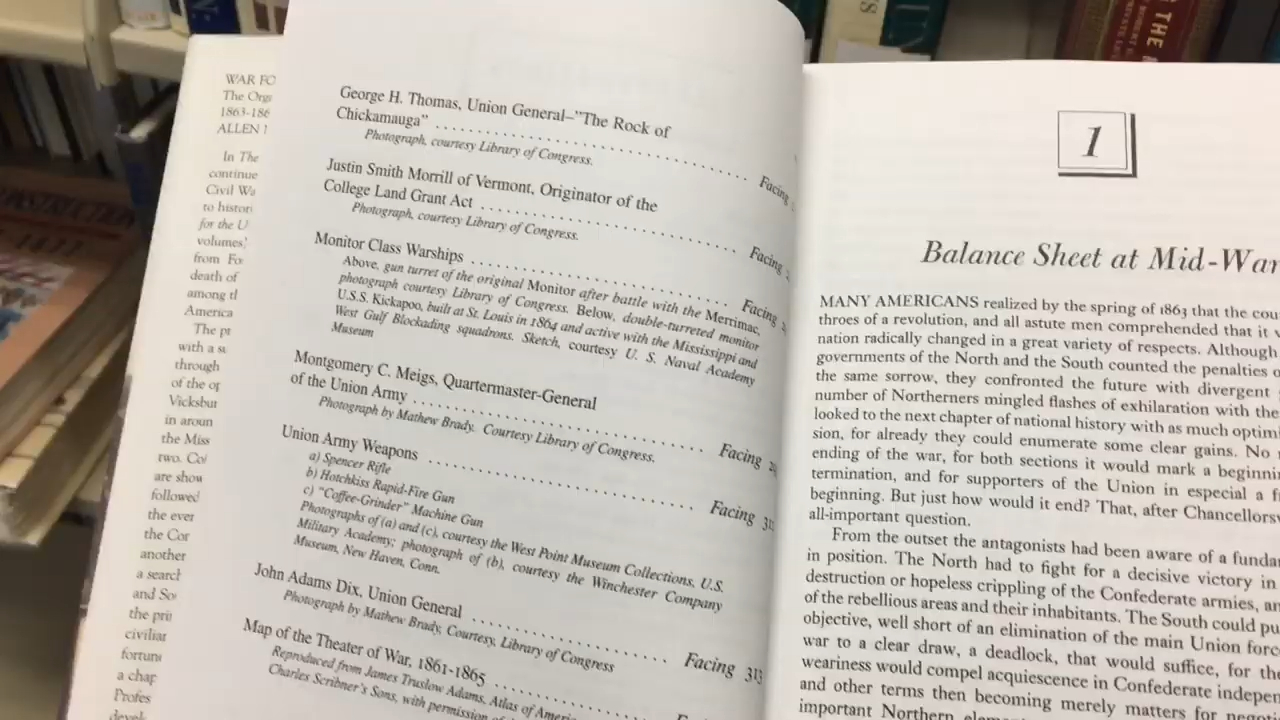 WAR FO
The Orga
1863-186
ALLEN
In The
continue
Civil Wa
to histori
for the U
volumes,
from For
death of
among th
America
The pr
with a su
through
of the op
Vicksbur
in aroun
the Miss
two. Col
are show
followed
the ever
the Cor
another
a search
and So
the prin
civilian
fortune
a chap
Profes
devel
George H. Thomas, Union General–"The Rock of
Chickamauga" . . . . . . . . . . . . . . . . . . . . Facing
Photograph, courtesy Library of Congress.
Justin Smith Morrill of Vermont, Originator of the
College Land Grant Act . . . . . . . . . . . . . . . . . . . . Facing
Photograph, courtesy Library of Congress.
Monitor Class Warships . . . . . . . . . . . . . . . . . . . . Facing
Above, gun turret of the original Monitor after battle with the Merrimac,
photograph courtesy Library of Congress. Below, double-turreted monitor
U.S.S. Kickapoo, built at St. Louis in 1864 and active with the Mississippi and
West Gulf Blockading squadrons. Sketch, courtesy U. S. Naval Academy
Museum
Montgomery C. Meigs, Quartermaster-General
of the Union Army . . . . . . . . . . . . . . . . . . . . Facing
Photograph by Mathew Brady. Courtesy Library of Congress.
Union Army Weapons . . . . . . . . . . . . . . . . . . . . Facing
a) Spencer Rifle
b) Hotchkiss Rapid-Fire Gun
c) "Coffee-Grinder" Machine Gun
Photographs of (a) and (c), courtesy the West Point Museum Collections, U.S.
Military Academy; photograph of (b), courtesy the Winchester Company
Museum, New Haven, Conn.
John Adams Dix, Union General . . . . . . . . . . . . . . . . Facing 313
Photograph by Mathew Brady, Courtesy, Library of Congress
Map of the Theater of War, 1861-1865 . . . . . . . . . . . .
Reproduced from James Truslow Adams, Atlas of Ameri
Charles Scribner's Sons, with permission of the
1
Balance Sheet at Mid-War
MANY AMERICANS realized by the spring of 1863 that the cou
throes of a revolution, and all astute men comprehended that it
nation radically changed in a great variety of respects. Although
governments of the North and the South counted the penalties o
the same sorrow, they confronted the future with divergent
number of Northerners mingled flashes of exhilaration with the
looked to the next chapter of national history with as much optimi
sion, for already they could enumerate some clear gains. No
ending of the war, for both sections it would mark a beginni
termination, and for supporters of the Union in especial a f
beginning. But just how would it end? That, after Chancellors
all-important question.
From the outset the antagonists had been aware of a funda
in position. The North had to fight for a decisive victory in
destruction or hopeless crippling of the Confederate armies, an
of the rebellious areas and their inhabitants. The South could pu
objective, well short of an elimination of the main Union forc
war to a clear draw, a deadlock, that would suffice, for the
weariness would compel acquiescence in Confederate indepen
and other terms then becoming merely matters for nego
important Northern elem
THE